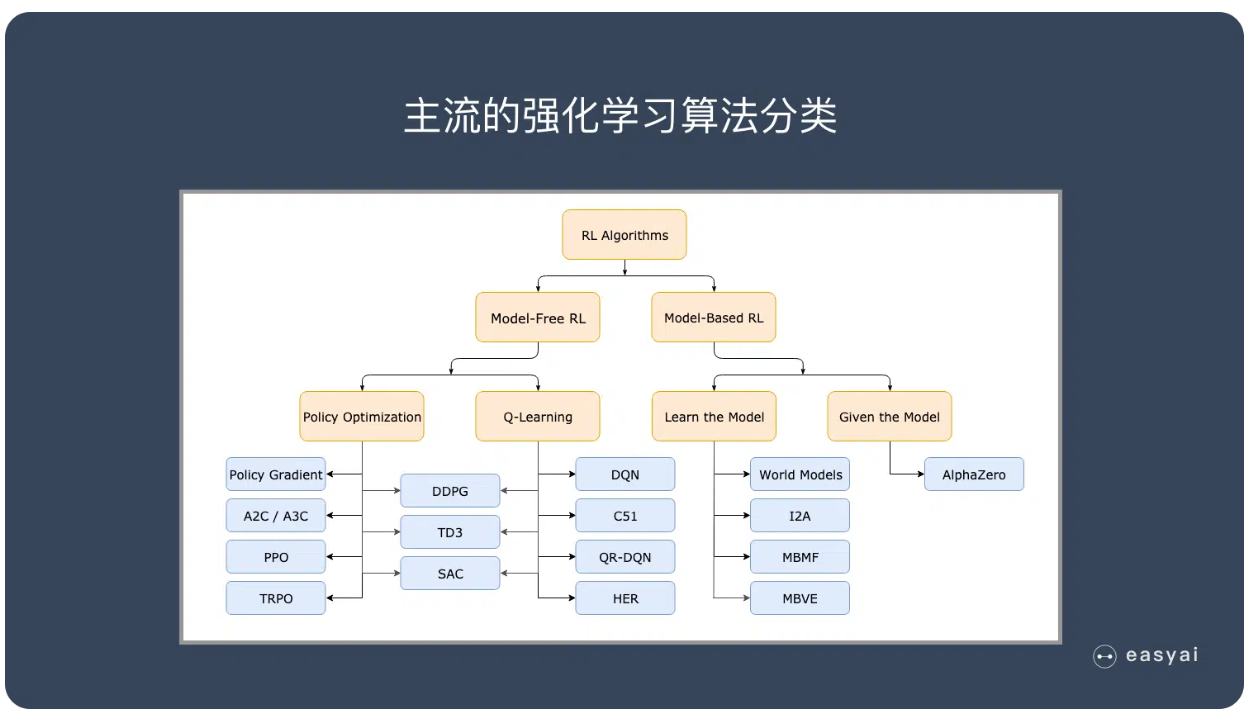 主流的强化学习算法分类
RL Algorithms
Model-Free RL
Model-Based RL
Policy Optimization
Q-Learning
Learn the Model
Given the Model
Policy Gradient
A2C / A3C
PPO
TRPO
DDPG
TD3
SAC
DQN
C51
QR-DQN
HER
World Models
I2A
MBMF
MBVE
AlphaZero
easyai